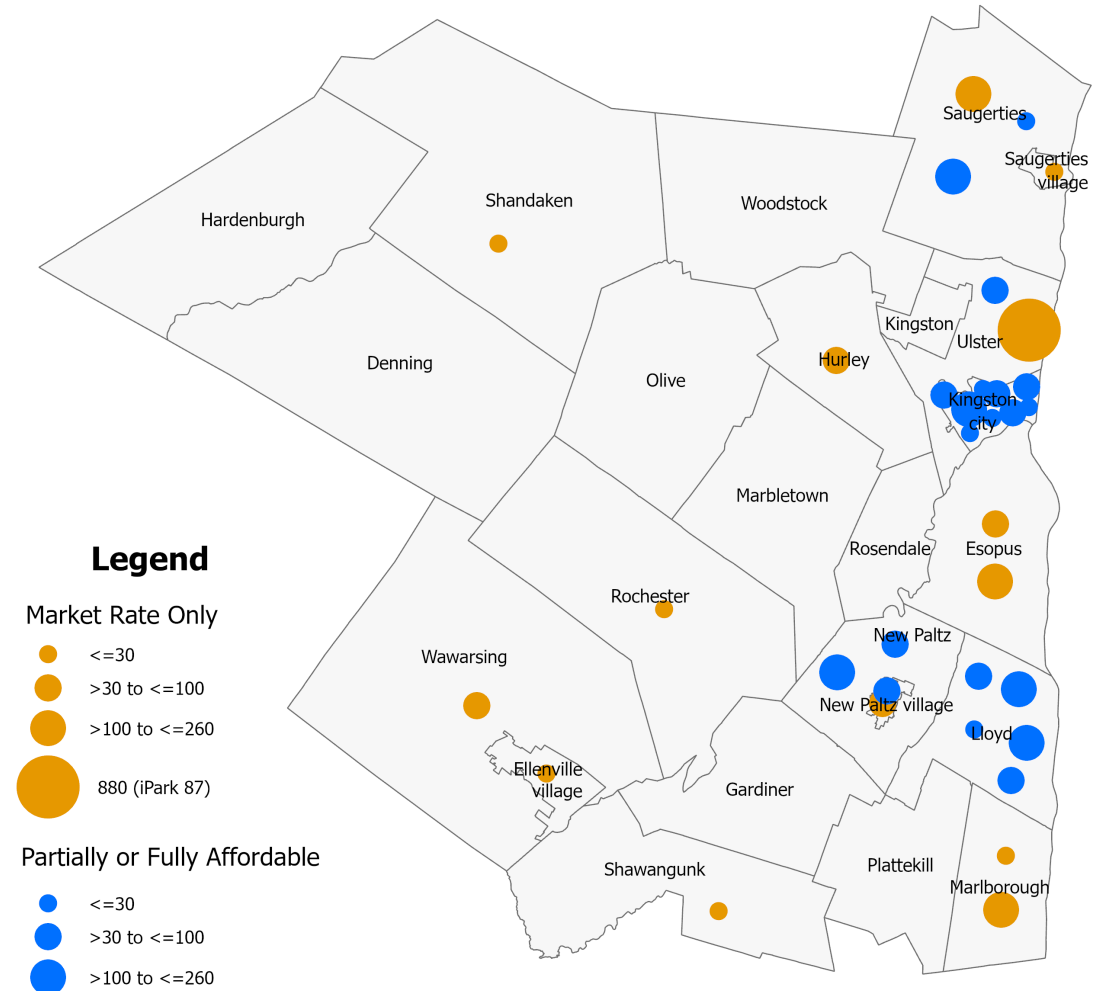 Saugerties
Saugerties
village
Shandaken
Woodstock
Hardenburgh
Kingston
Ulster
Hurley
Denning
Olive
Kingston
city
Marbletown
Rosendale
Esopus
Legend
Market Rate Only
<=30
>30 to <=100
>100 to <=260
880 (iPark 87)
Partially or Fully Affordable
<=30
>30 to <=100
>100 to <=260
Rochester
New Paltz
Wawarsing
New Paltz village
Lloyd
Ellenville
village
Gardiner
Shawangunk
Plattekill
Marlborough